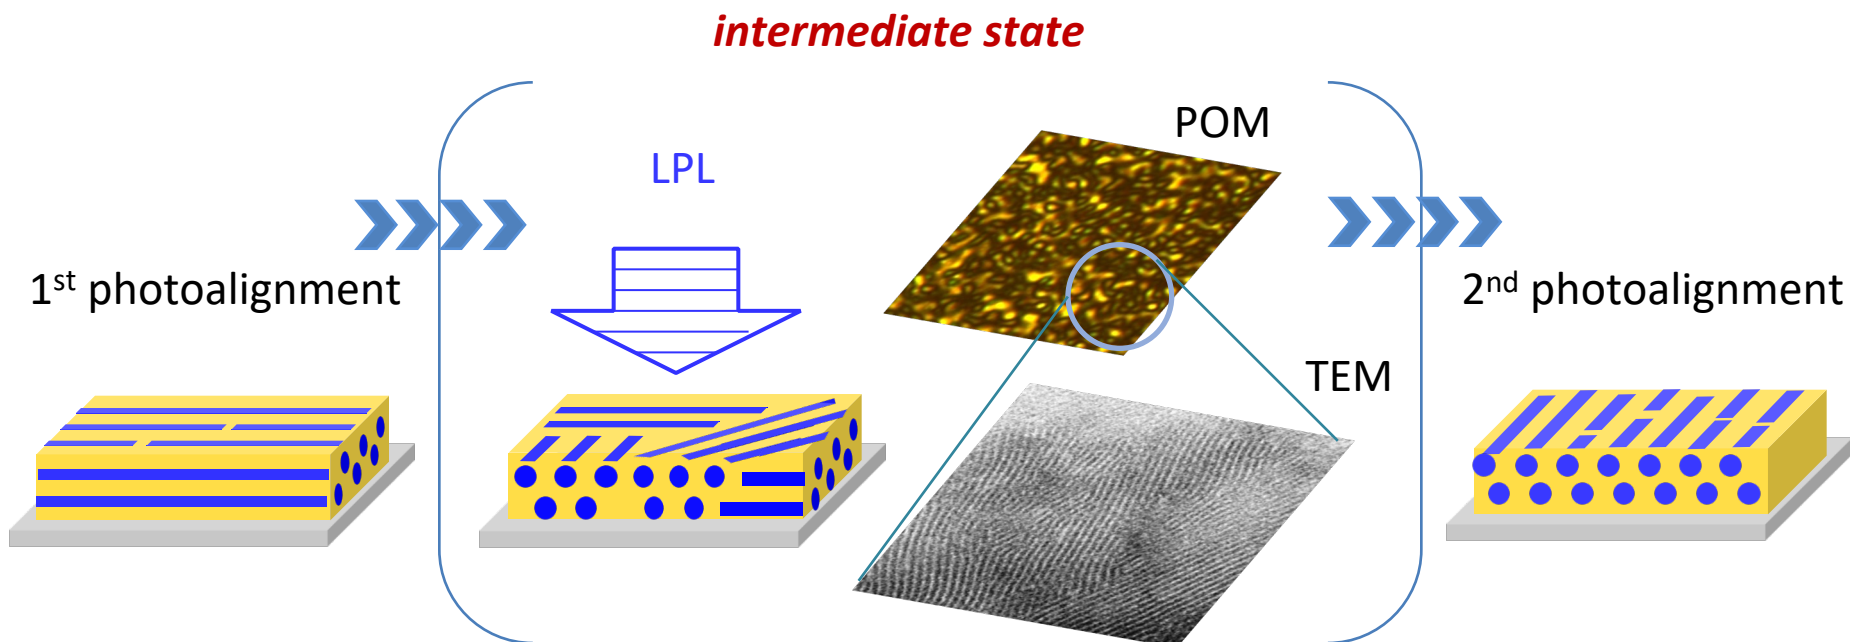 intermediate state
POM
LPL
1st photoalignment
2nd photoalignment
TEM